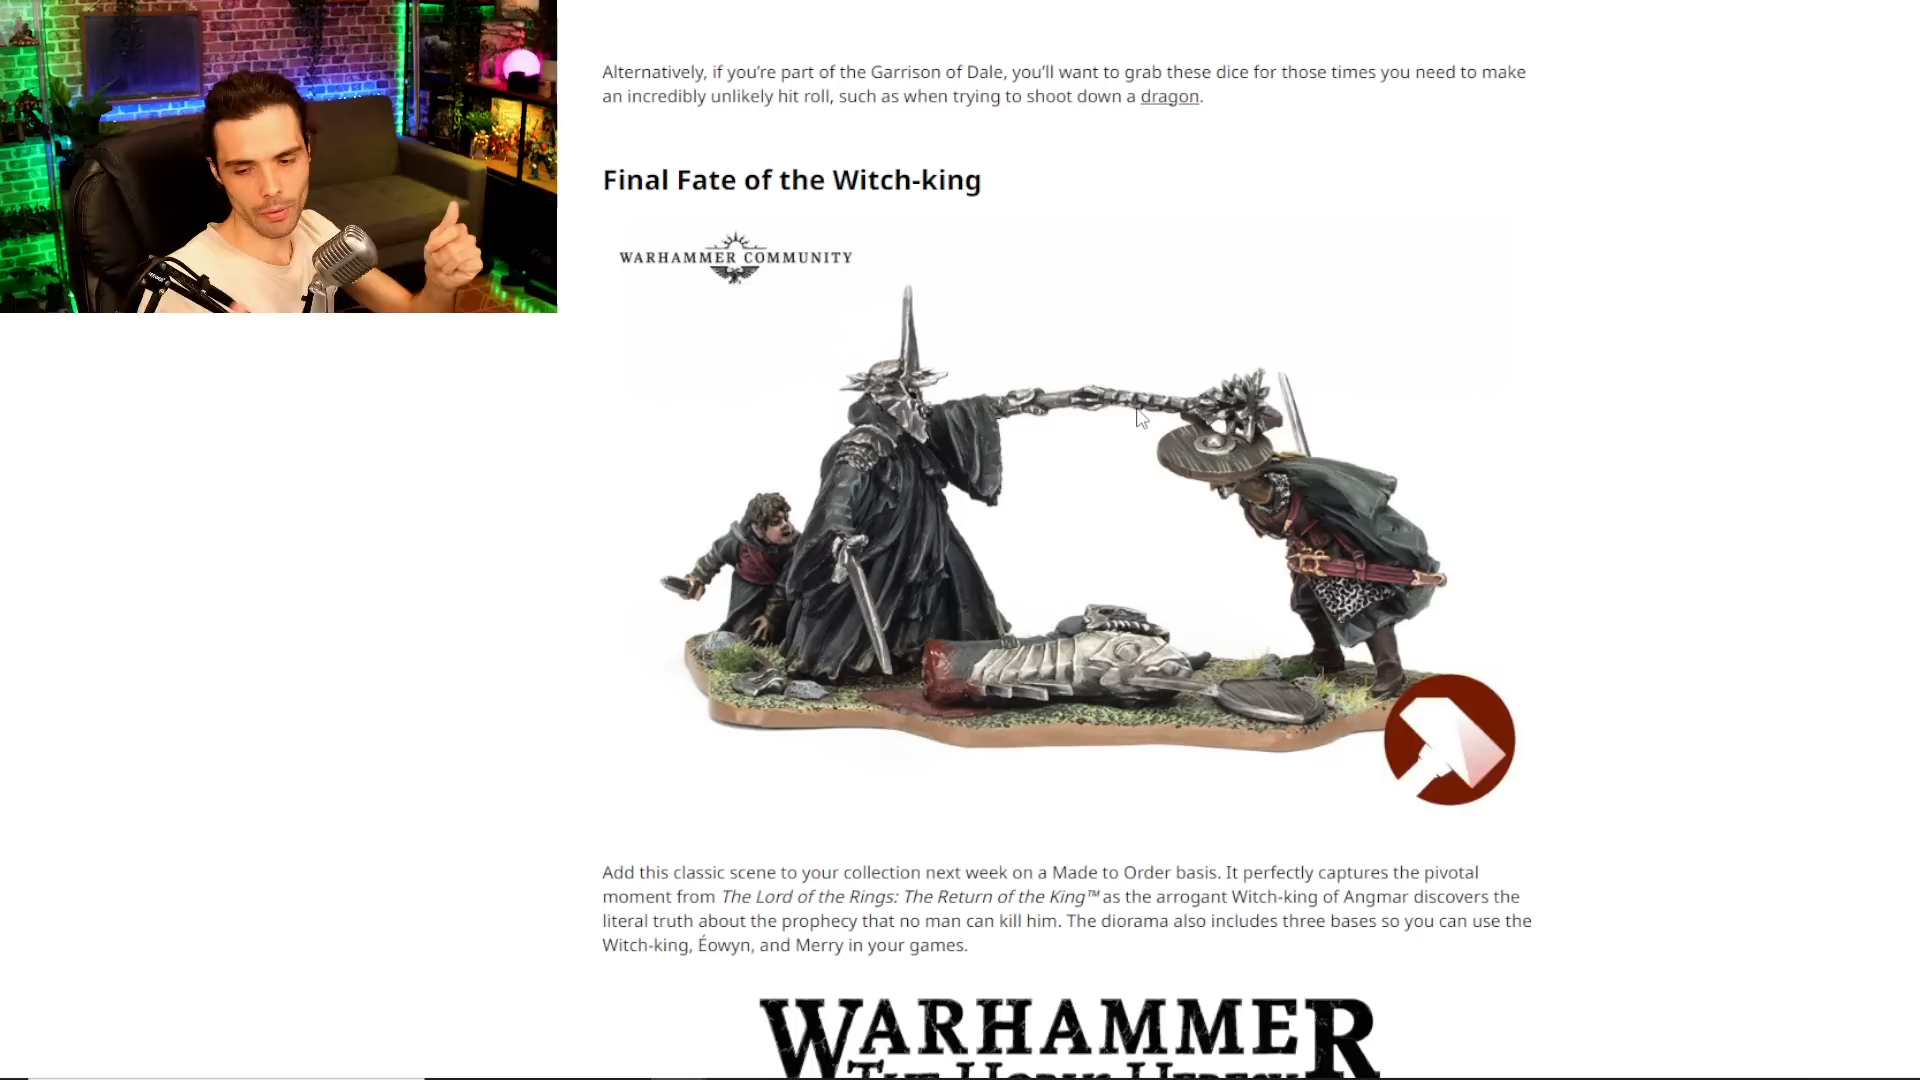 Alternatively, if you’re part of the Garrison of Dale, you’ll want to grab these dice for those times you need to make
an incredibly unlikely hit roll, such as when trying to shoot down a dragon.
Final Fate of the Witch-king
WARHAMMER COMMUNITY
Add this classic scene to your collection next week on a Made to Order basis. It perfectly captures the pivotal
moment from The Lord of the Rings: The Return of the King™ as the arrogant Witch-king of Angmar discovers the
literal truth about the prophecy that no man can kill him. The diorama also includes three bases so you can use the
Witch-king, Éowyn, and Merry in your games.
WARHAMMER
THE HORUS HERESY